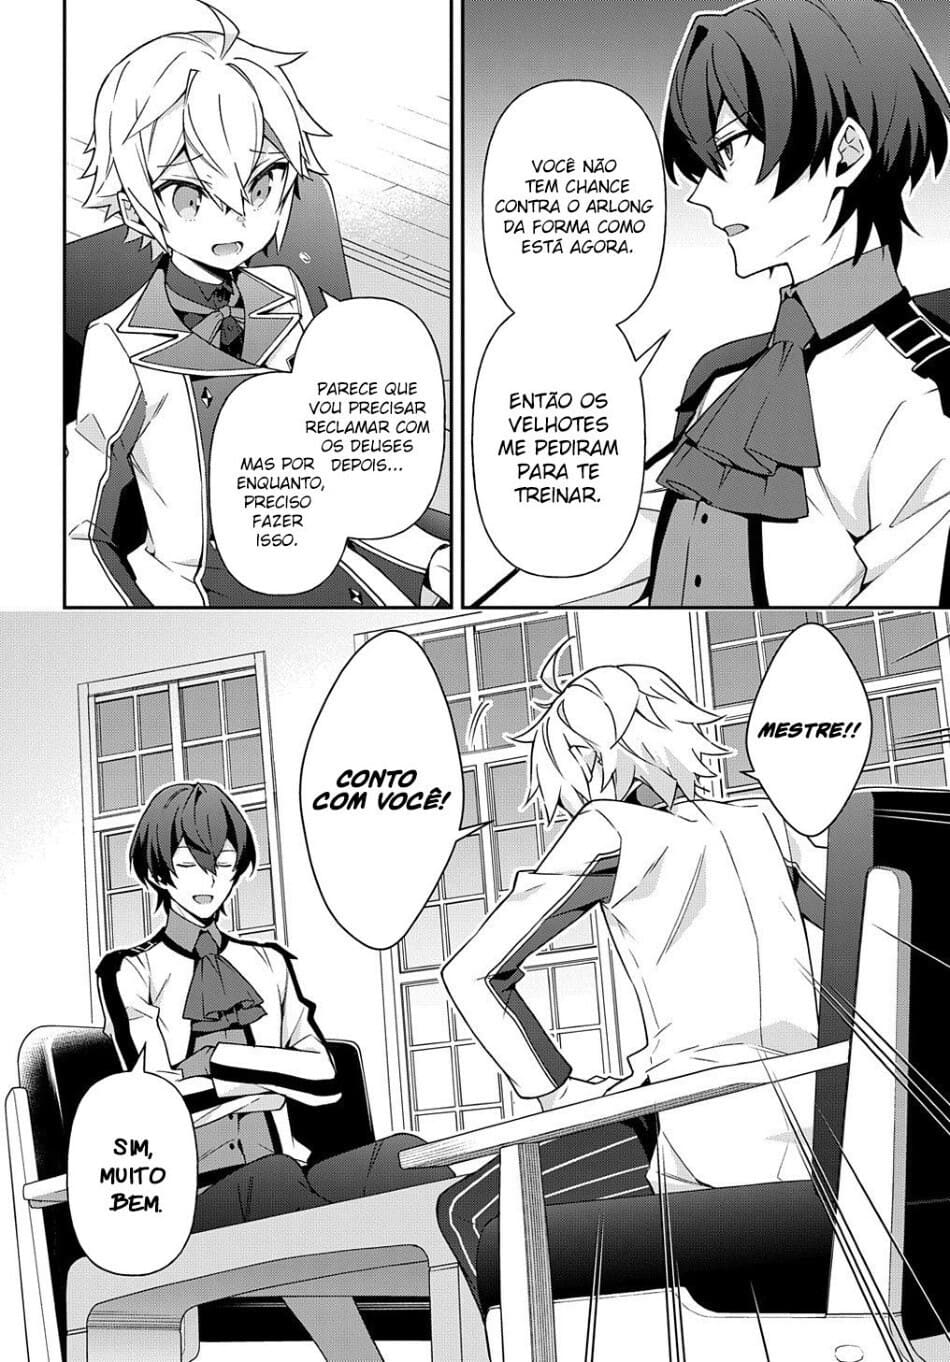 VOCÊ NÃO
TEM CHANCE
CONTRA O ARLONG
DA FORMA COMO
ESTÁ AGORA.
ENTÃO OS
VELHOTES
ME PEDIRAM
PARA TE
TREINAR.
PARECE QUE
VOU PRECISAR
RECLAMAR COM
OS DEUSES
DEPOIS...
MAS POR
ENQUANTO,
PRECISO
FAZER
ISSO.
MESTRE!!
CONTO
COM VOCÊ!
SIM,
MUITO
BEM.